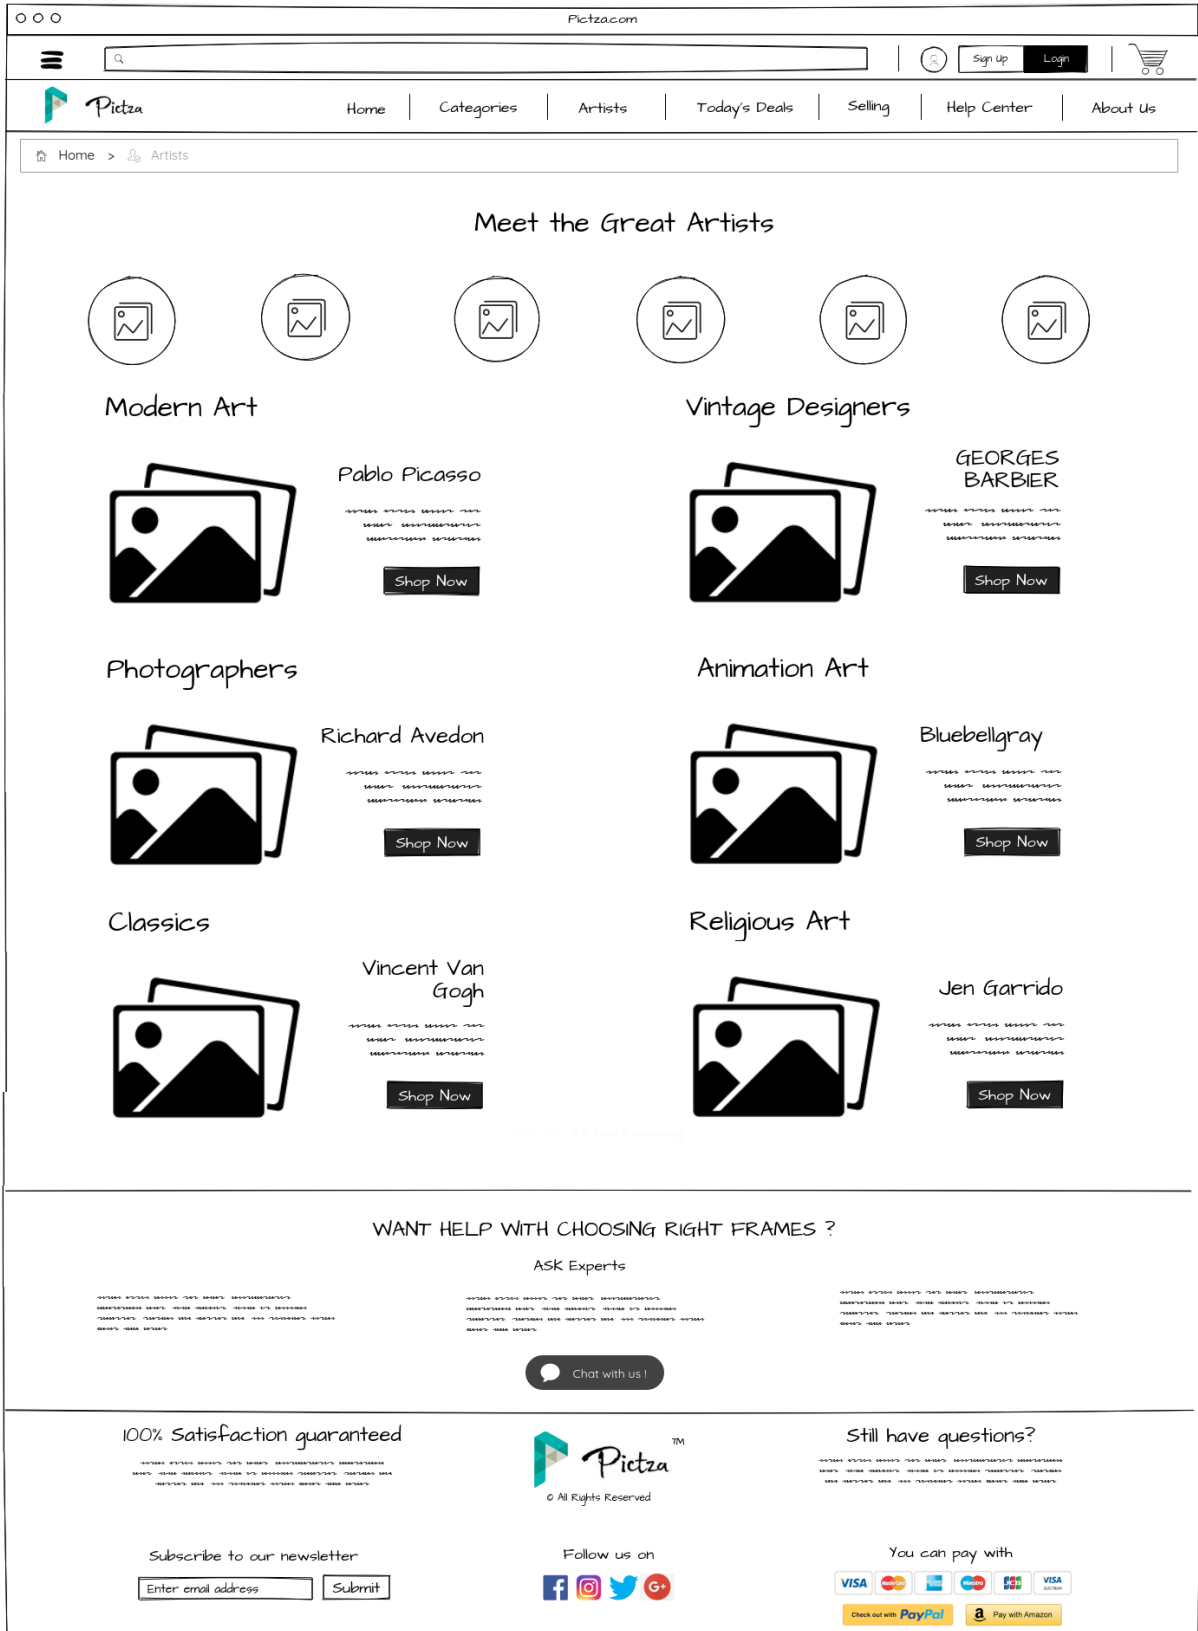 Pictza.com
Sign Up
Login
Pictza
Home
Categories
Artists
Today's Deals
Selling
Help Center
About Us
Home > Artists
Meet the Great Artists
Modern Art
Vintage Designers
Pablo Picasso
GEORGES
BARBIER
Shop Now
Shop Now
Photographers
Animation Art
Richard Avedon
Bluebellgray
Shop Now
Shop Now
Classics
Religious Art
Vincent Van
Gogh
Jen Garrido
Shop Now
Shop Now
WANT HELP WITH CHOOSING RIGHT FRAMES ?
ASK Experts
Chat with us !
100% Satisfaction guaranteed
Pictza TM
© All Rights Reserved
Still have questions?
Subscribe to our newsletter
Enter email address
Submit
Follow us on
G+
You can pay with
VISA
MasterCard
Maestro
JCB
VISA
ELECTRON
Check out with PayPal
a Pay with Amazon